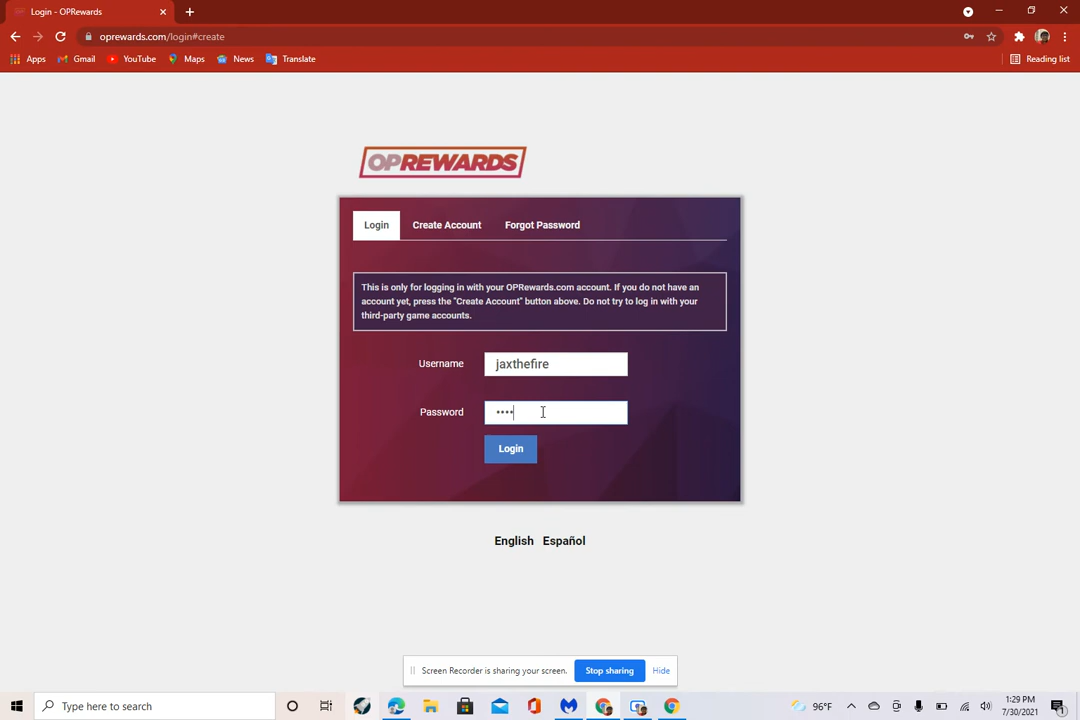 Login - OPRewards
oprewards.com/login#create
Apps Gmail YouTube Maps News Translate Reading list
OPREWARDS
Login Create Account Forgot Password
This is only for logging in with your OPRewards.com account. If you do not have an
account yet, press the "Create Account" button above. Do not try to log in with your
third-party game accounts.
Username jaxthefire
Password ••••
Login
English Español
Screen Recorder is sharing your screen. Stop sharing Hide
Type here to search
96°F
1:29 PM
7/30/2021
1